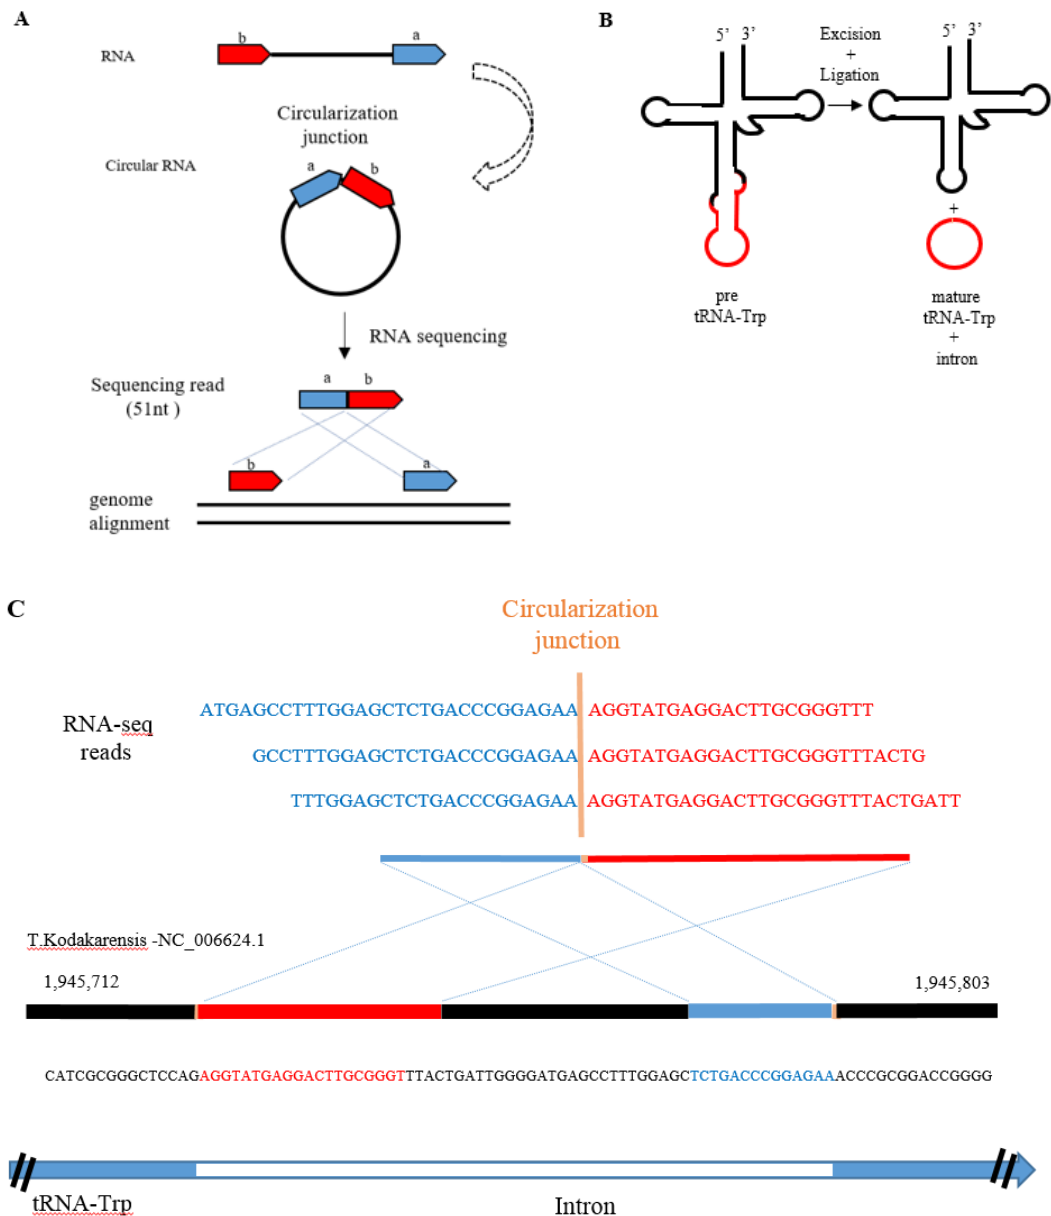 A
b
a
RNA
Circularization
junction
Circular RNA
a
b
RNA sequencing
a
b
Sequencing read
(51nt )
b
a
genome
alignment
B
5’ 3’
Excision
+
Ligation
5’ 3’
+
pre
tRNA-Trp
mature
tRNA-Trp
+
intron
C
Circularization
junction
RNA-seq
reads
ATGAGCCTTTGGAGCTCTGACCCGGAGAA AGGTATGAGGACTTGCGGGTTT
GCCTTTGGAGCTCTGACCCGGAGAA AGGTATGAGGACTTGCGGGTTTACTG
TTTGGAGCTCTGACCCGGAGAA AGGTATGAGGACTTGCGGGTTTACTGATT
T.Kodakarensis -NC_006624.1
1,945,712
1,945,803
CATCGCGGGCTCCAGAGGTATGAGGACTTGCGGGTTTACTGATTGGGGATGAGCCTTTGGAGCTCTGACCCGGAGAAACCCGCGGACCGGGG
tRNA-Trp
Intron